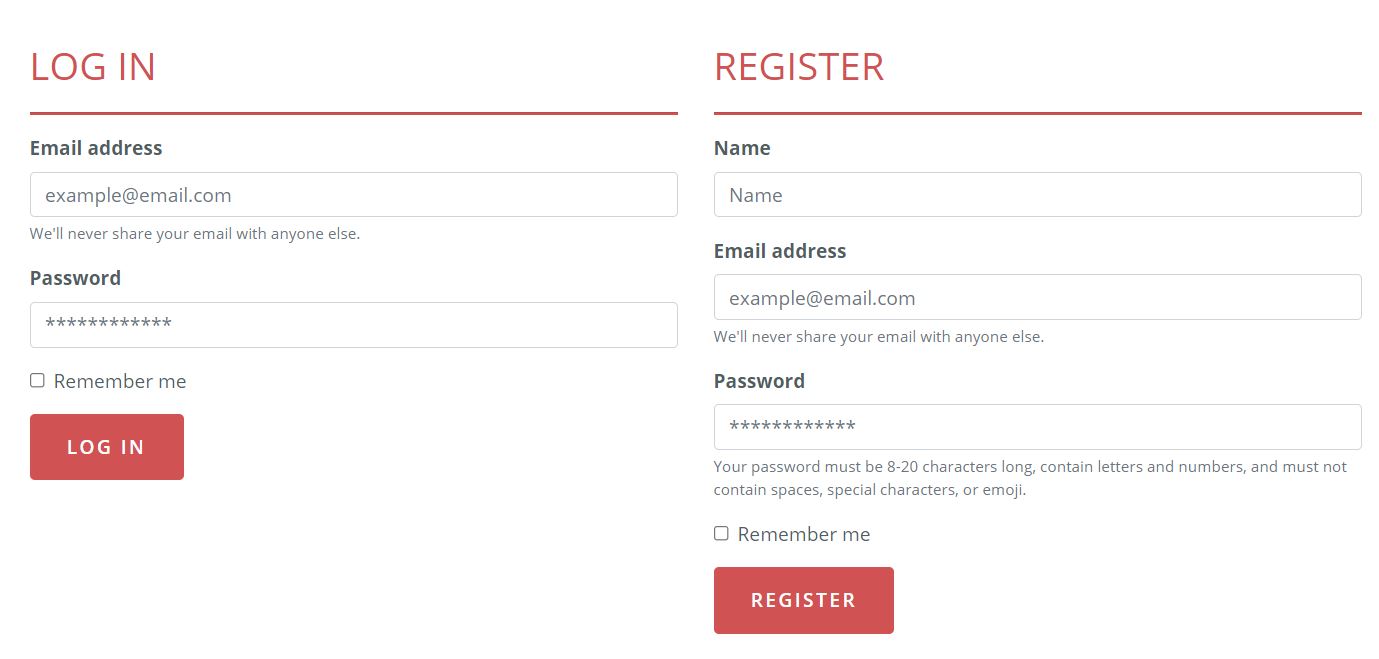 LOG IN
Email address
example@email.com
We'll never share your email with anyone else.
Password
************
Remember me
LOG IN
REGISTER
Name
Name
Email address
example@email.com
We'll never share your email with anyone else.
Password
************
Your password must be 8-20 characters long, contain letters and numbers, and must not
contain spaces, special characters, or emoji.
Remember me
REGISTER